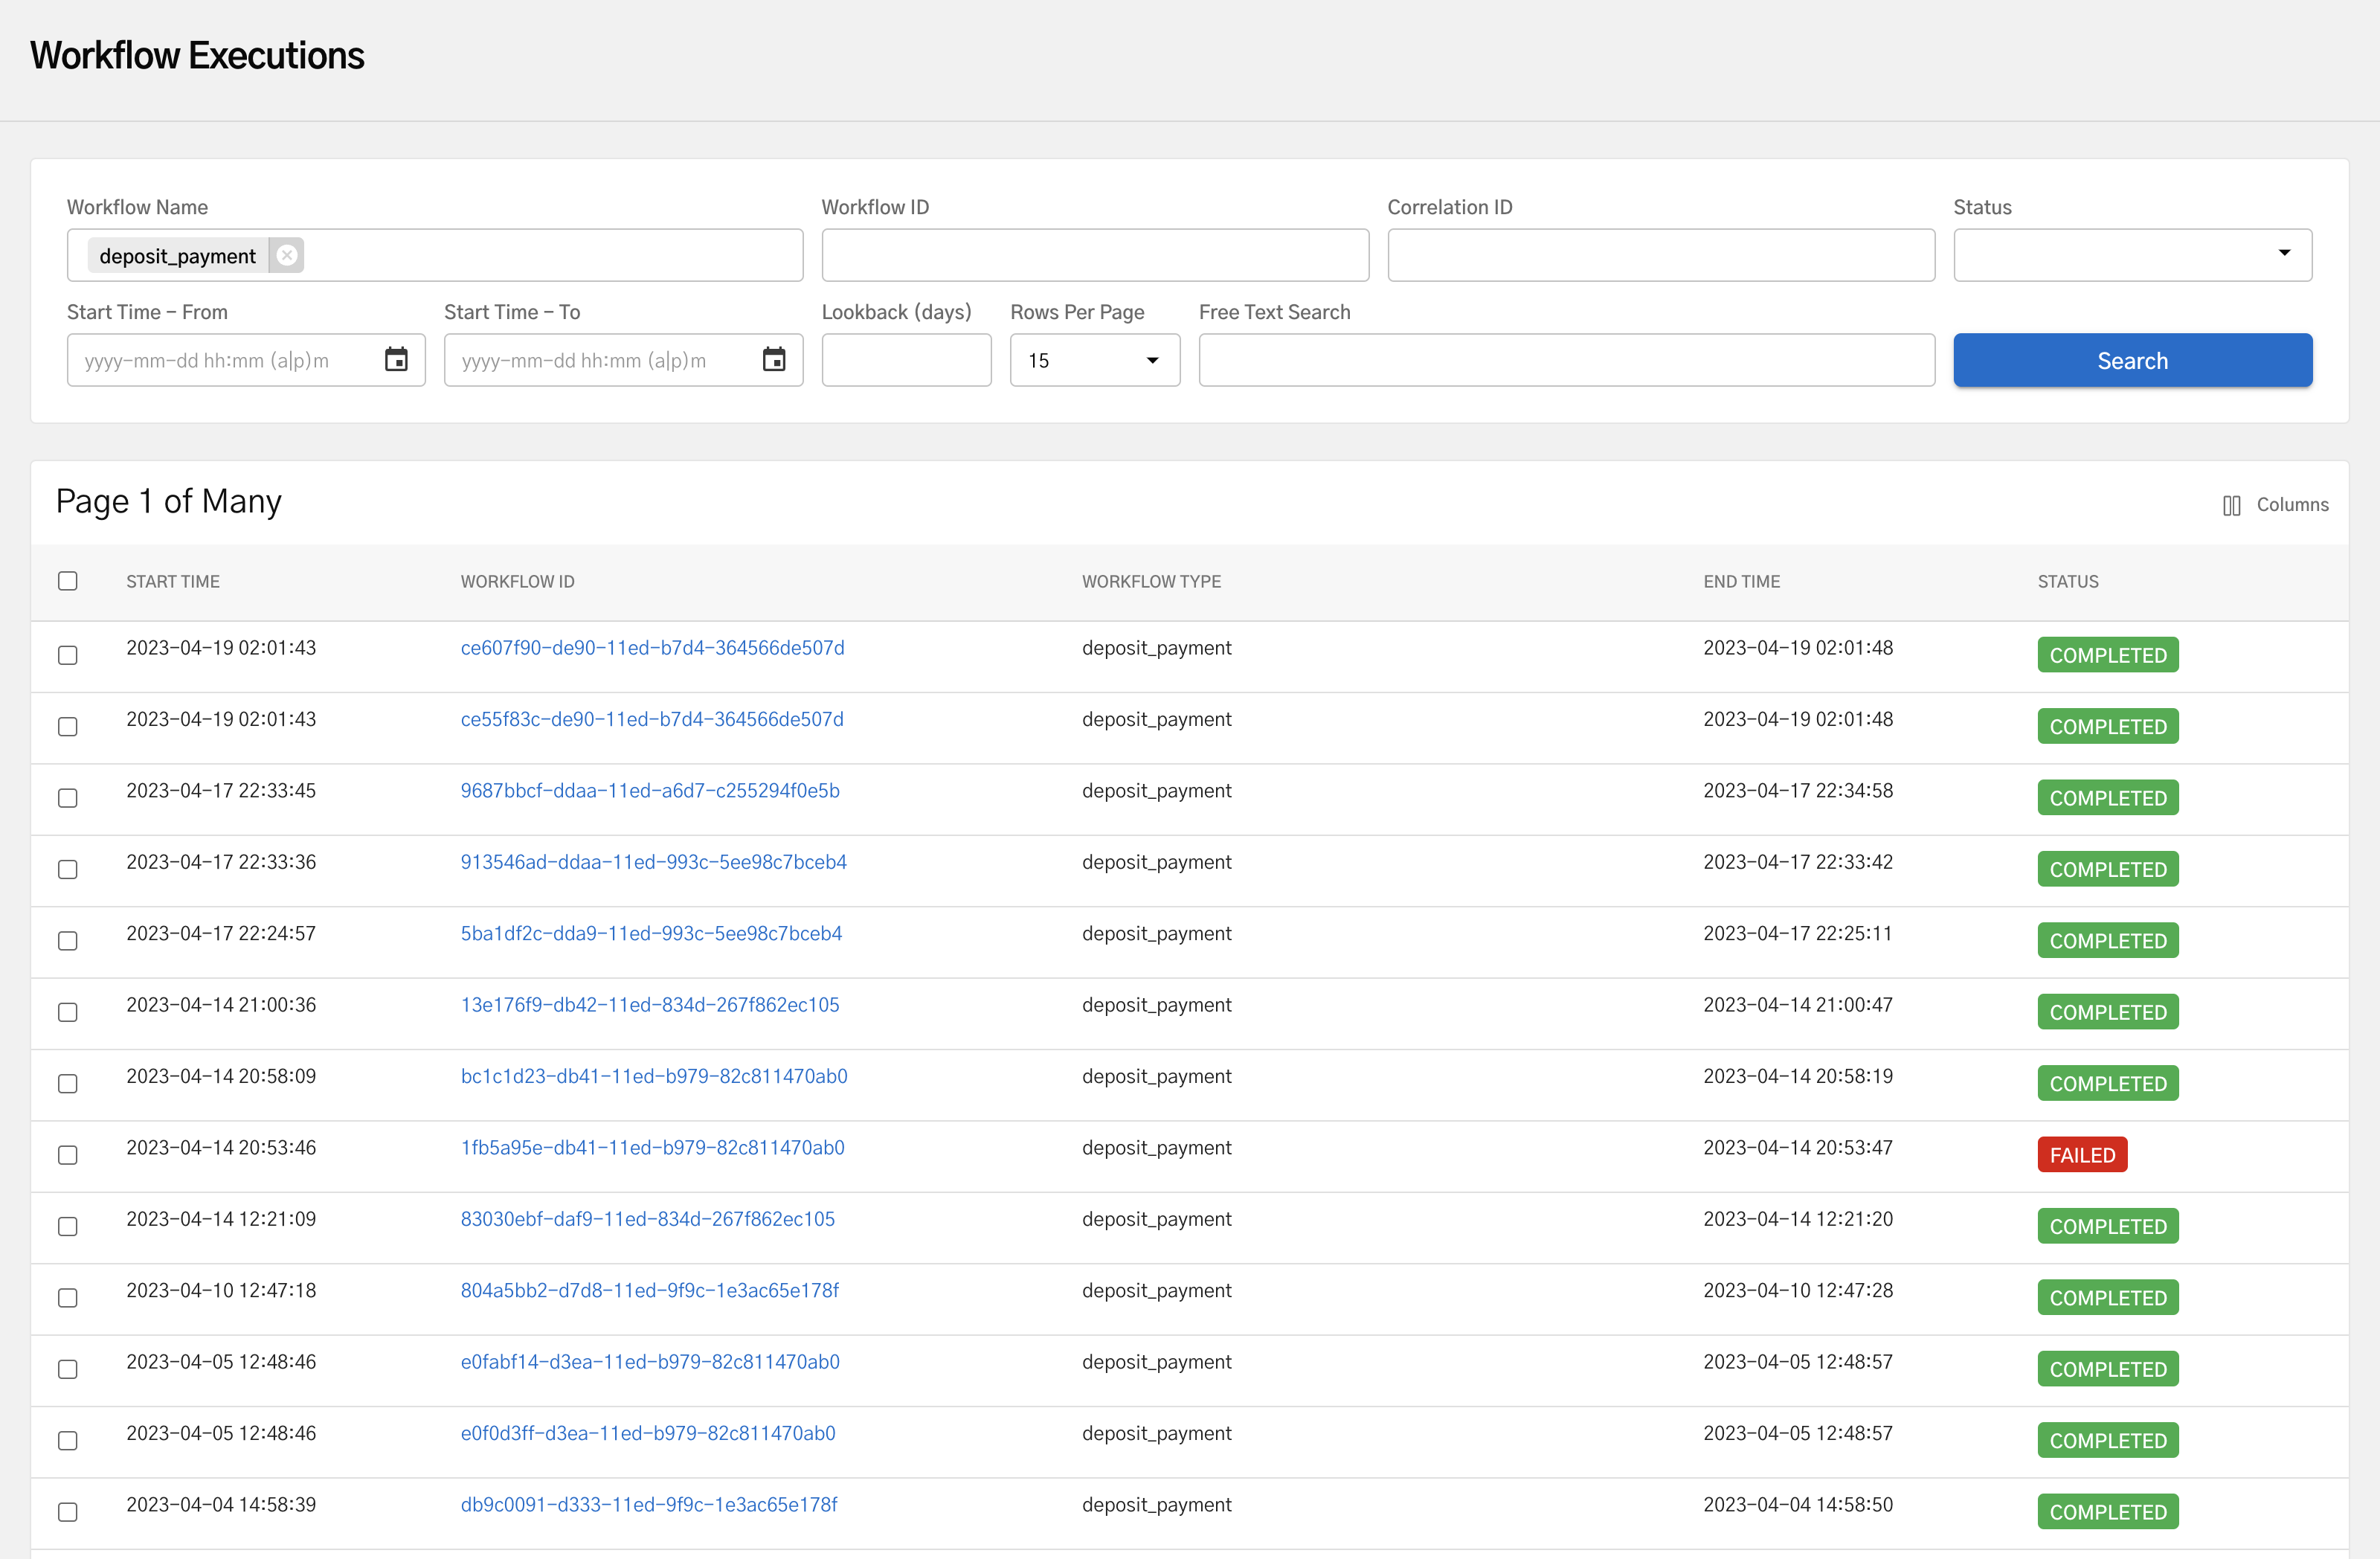 Workflow Executions
Workflow Name Workflow ID Correlation ID Status
deposit_payment
Start Time – From Start Time – To Lookback (days) Rows Per Page Free Text Search
yyyy-mm-dd hh:mm (a|p)m yyyy-mm-dd hh:mm (a|p)m 15 Search
Page 1 of Many Columns
START TIME WORKFLOW ID WORKFLOW TYPE END TIME STATUS
2023-04-19 02:01:43 ce607f90-de90-11ed-b7d4-364566de507d deposit_payment 2023-04-19 02:01:48 COMPLETED
2023-04-19 02:01:43 ce55f83c-de90-11ed-b7d4-364566de507d deposit_payment 2023-04-19 02:01:48 COMPLETED
2023-04-17 22:33:45 9687bbcf-ddaa-11ed-a6d7-c255294f0e5b deposit_payment 2023-04-17 22:34:58 COMPLETED
2023-04-17 22:33:36 913546ad-ddaa-11ed-993c-5ee98c7bceb4 deposit_payment 2023-04-17 22:33:42 COMPLETED
2023-04-17 22:24:57 5ba1df2c-dda9-11ed-993c-5ee98c7bceb4 deposit_payment 2023-04-17 22:25:11 COMPLETED
2023-04-14 21:00:36 13e176f9-db42-11ed-834d-267f862ec105 deposit_payment 2023-04-14 21:00:47 COMPLETED
2023-04-14 20:58:09 bc1c1d23-db41-11ed-b979-82c811470ab0 deposit_payment 2023-04-14 20:58:19 COMPLETED
2023-04-14 20:53:46 1fb5a95e-db41-11ed-b979-82c811470ab0 deposit_payment 2023-04-14 20:53:47 FAILED
2023-04-14 12:21:09 83030ebf-daf9-11ed-834d-267f862ec105 deposit_payment 2023-04-14 12:21:20 COMPLETED
2023-04-10 12:47:18 804a5bb2-d7d8-11ed-9f9c-1e3ac65e178f deposit_payment 2023-04-10 12:47:28 COMPLETED
2023-04-05 12:48:46 e0fabf14-d3ea-11ed-b979-82c811470ab0 deposit_payment 2023-04-05 12:48:57 COMPLETED
2023-04-05 12:48:46 e0f0d3ff-d3ea-11ed-b979-82c811470ab0 deposit_payment 2023-04-05 12:48:57 COMPLETED
2023-04-04 14:58:39 db9c0091-d333-11ed-9f9c-1e3ac65e178f deposit_payment 2023-04-04 14:58:50 COMPLETED